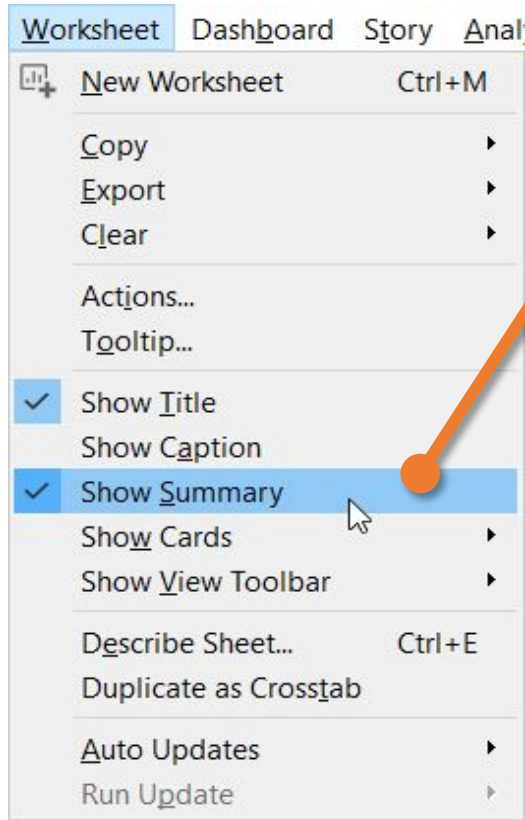 Worksheet Dashboard Story Anal
New Worksheet Ctrl+M
Copy
Export
Clear
Actions...
Tooltip...
Show Title
Show Caption
Show Summary
Show Cards
Show View Toolbar
Describe Sheet... Ctrl+E
Duplicate as Crosstab
Auto Updates
Run Update